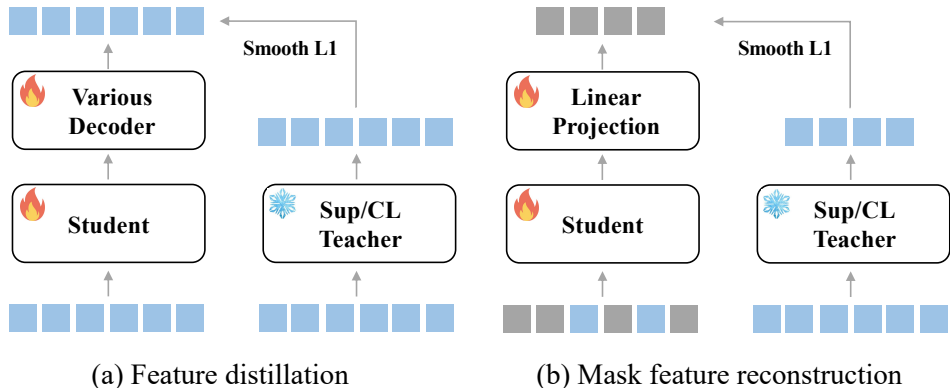 Smooth L1
Various
Decoder
Student
Sup/CL
Teacher
(a) Feature distillation
Smooth L1
Linear
Projection
Student
Sup/CL
Teacher
(b) Mask feature reconstruction